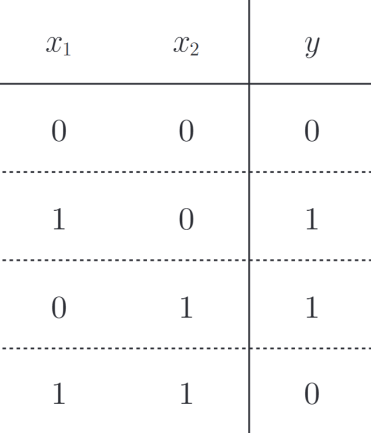 x₁ x₂ y
0 0 0
1 0 1
0 1 1
1 1 0